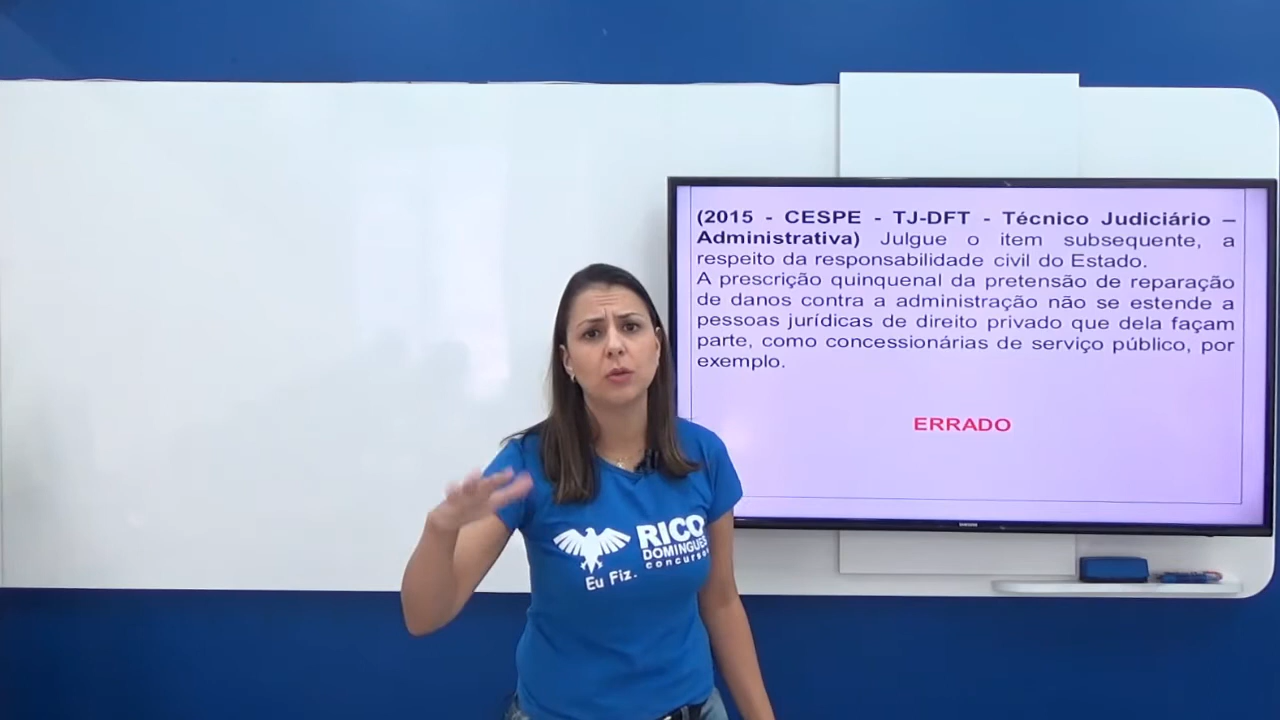 (2015 - CESPE - TJ-DFT - Técnico Judiciário –
Administrativa) Julgue o item subsequente, a
respeito da responsabilidade civil do Estado.
A prescrição quinquenal da pretensão de reparação
de danos contra a administração não se estende a
pessoas jurídicas de direito privado que dela façam
parte, como concessionárias de serviço público, por
exemplo.
ERRADO
SAMSUNG
RICO
DOMINGUES
concursos
Eu Fiz.